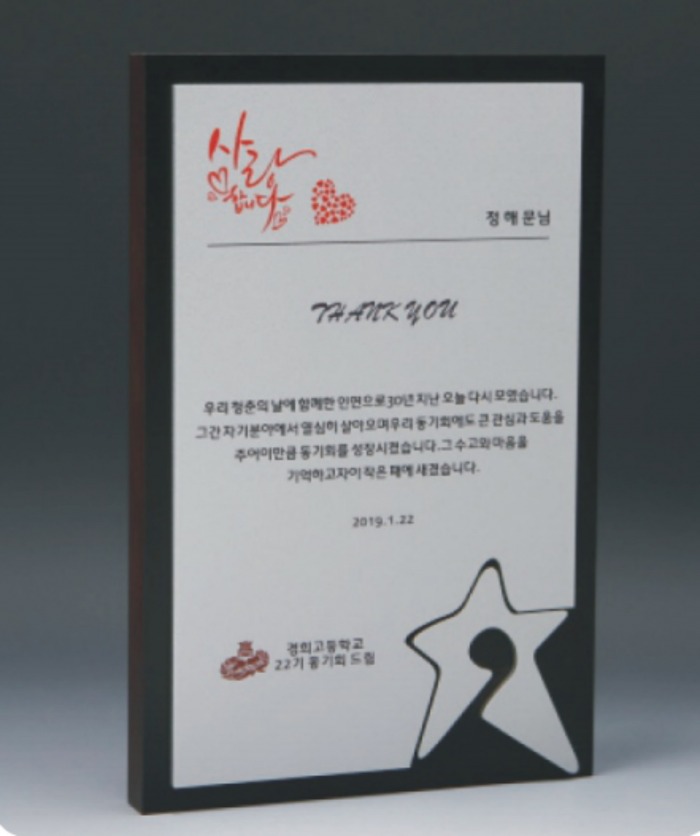 사랑
합니다
정해문님
THANK YOU
우리 청춘의 날에 함께한 인연으로 30년 지난 오늘 다시 모였습니다.
그간 자기분야에서 열심히 살아오며 우리 동기회에도 큰 관심과 도움을
주어 이만큼 동기회를 성장시켰습니다. 그 수고와 마음을
기억하고자 이 작은 패에 새겼습니다.
2019.1.22
경희고등학교
22기 동기회 드림